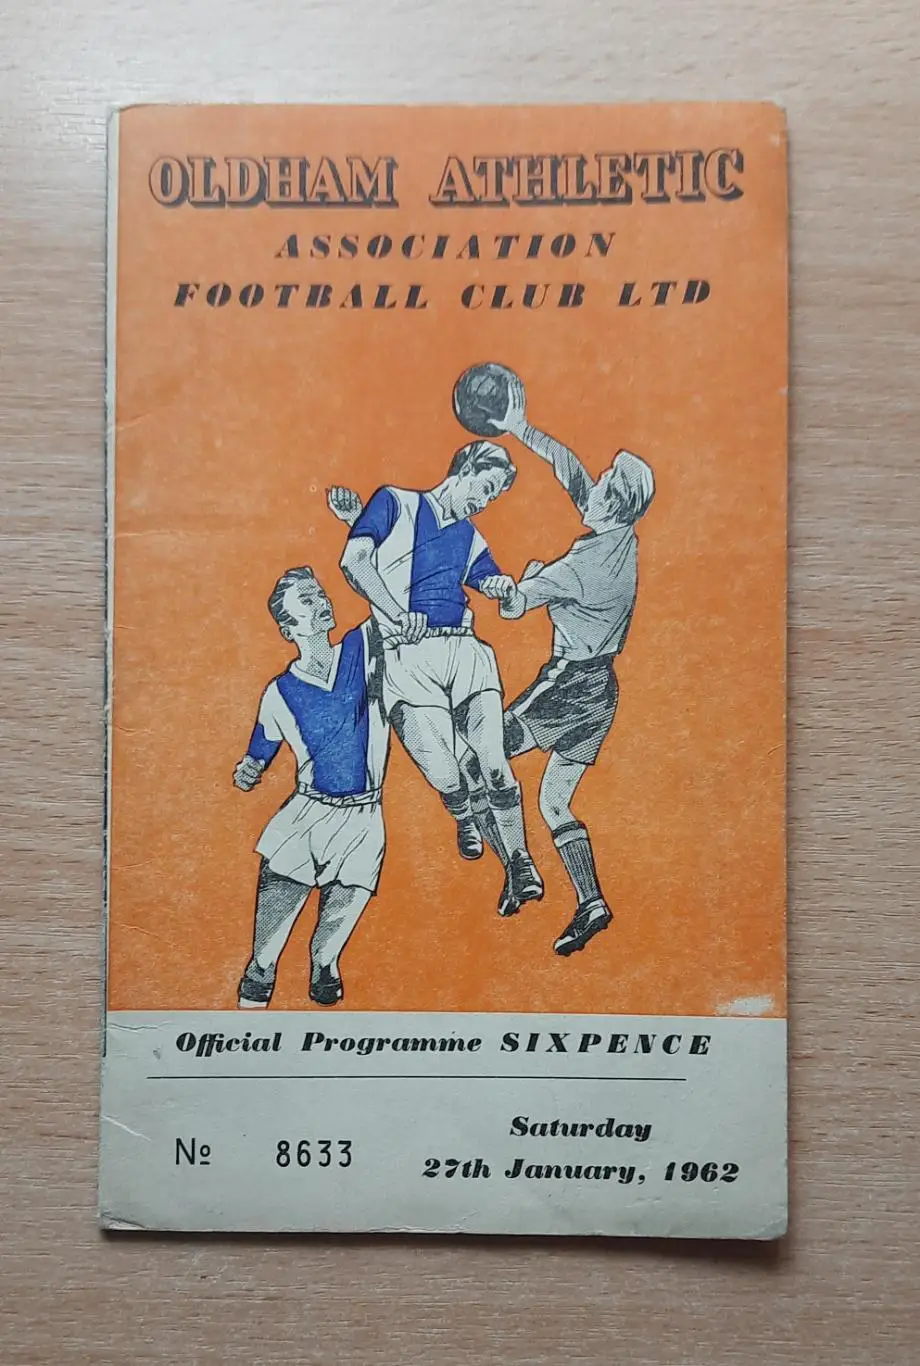 OLDHAM ATHLETIC
ASSOCIATION
FOOTBALL CLUB LTD
Official Programme SIXPENCE
Saturday
Nº 8633 27th January, 1962